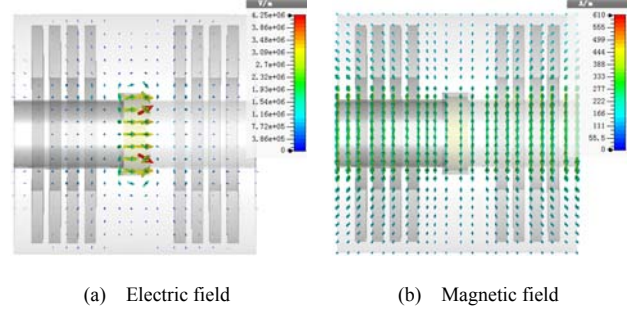 V/m
4.25e+06
3.86e+06
3.48e+06
3.09e+06
2.7e+06
2.32e+06
1.93e+06
1.54e+06
1.16e+06
7.72e+05
3.86e+05
0
A/m
610
555
499
444
388
333
277
222
166
111
55.5
0
(a) Electric field
(b) Magnetic field